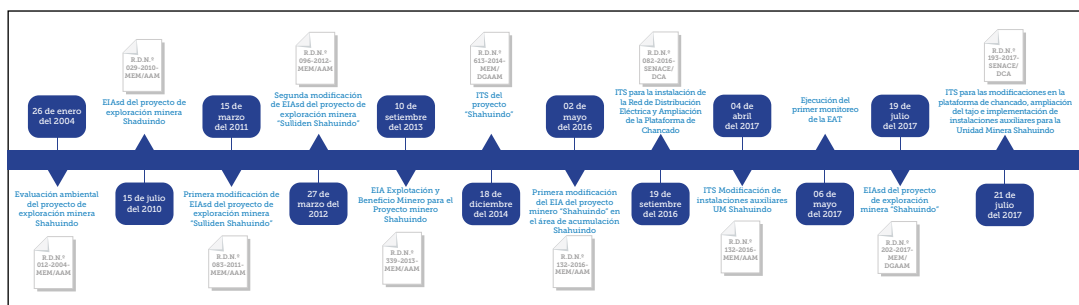 26 de enero
del 2004
Evaluación ambiental
del proyecto de
exploración minera
Shahuindo
R.D.N.º
012-2004-
MEM/AAM
R.D.N.º
029-2010-
MEM/AAM
EIAsd del proyecto de
exploración minera
Shaduindo
15 de julio
del 2010
15 de
marzo
del 2011
Primera modificación de
EIAsd del proyecto de
exploración minera
"Sulliden Shahuindo"
R.D.N.º
083-2011-
MEM/AAM
R.D.N.º
096-2012-
MEM/AAM
Segunda modificación
de EIAsd del proyecto de
exploración minera
"Sulliden Shahuindo"
27 de
marzo del
2012
10 de
setiembre
del 2013
EIA Explotación y
Beneficio Minero para el
Proyecto minero
Shahuindo
R.D.N.º
339-2013-
MEM/AAM
R.D.N.º
613-2014-
MEM/
DGAAM
ITS del
proyecto
"Shahuindo"
18 de
diciembre
del 2014
02 de
mayo
del 2016
Primera modificación
del EIA del proyecto
minero "Shahuindo" en
el área de acumulación
Shahuindo
R.D.N.º
132-2016-
MEM/AAM
R.D.N.º
082-2016-
SENACE/
DCA
ITS para la instalación de
la Red de Distribución
Eléctrica y Ampliación
de la Plataforma de
Chancado
19 de
setiembre
del 2016
04 de
abril
del 2017
ITS Modificación de
instalaciones auxiliares
UM Shahuindo
R.D.N.º
132-2016-
MEM/AAM
Ejecución del
primer monitoreo
de la EAT
06 de
mayo
del 2017
19 de
julio
del 2017
EIAsd del proyecto
de exploración
minera "Shahuindo"
R.D.N.º
202-2017-
MEM/
DGAAM
R.D.N.º
193-2017-
SENACE/
DCA
ITS para las modificaciones en la
plataforma de chancado, ampliación
del tajo e implementación de
instalaciones auxiliares para la
Unidad Minera Shahuindo
21 de
julio
del 2017